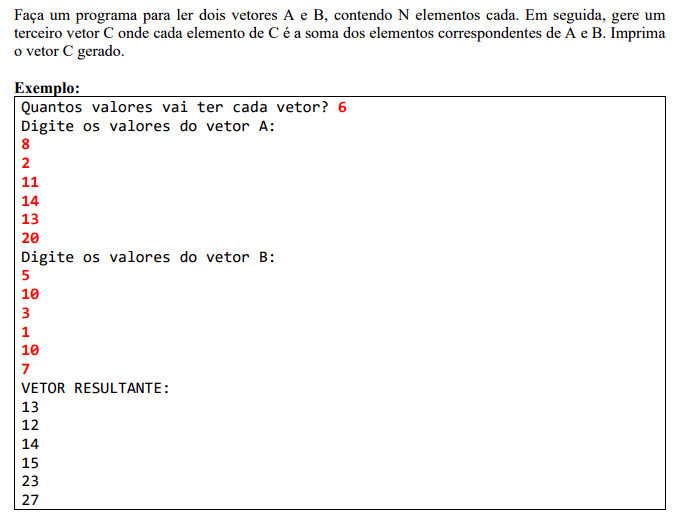 Faça um programa para ler dois vetores A e B, contendo N elementos cada. Em seguida, gere um
terceiro vetor C onde cada elemento de C é a soma dos elementos correspondentes de A e B. Imprima
o vetor C gerado.
Exemplo:
Quantos valores vai ter cada vetor? 6
Digite os valores do vetor A:
8
2
11
14
13
20
Digite os valores do vetor B:
5
10
3
1
10
7
VETOR RESULTANTE:
13
12
14
15
23
27